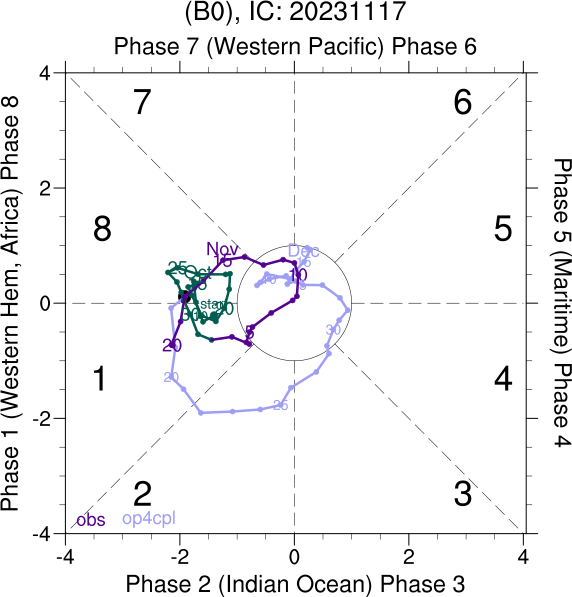 (B0), IC: 20231117
Phase 7 (Western Pacific) Phase 6
Phase 1 (Western Hem, Africa) Phase 8
Phase 5 (Maritime) Phase 4
4
2
0
-2
-4
7
6
8
5
1
4
2
3
Nov
Dec
15
25
Oct
10
start
30
5
20
20
25
30
obs
op4cpl
-4
-2
0
2
4
Phase 2 (Indian Ocean) Phase 3